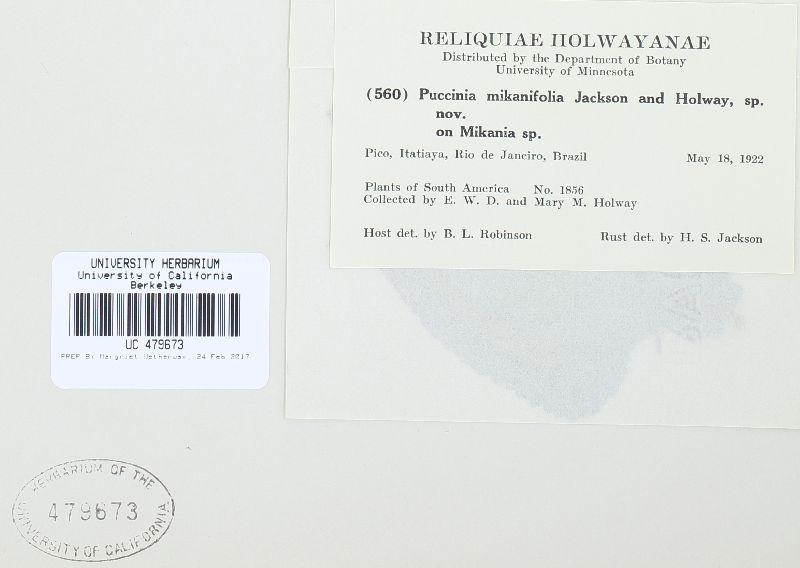 RELIQUIAE HOLWAYANAE
Distributed by the Department of Botany
University of Minnesota
(560) Puccinia mikanifolia Jackson and Holway, sp.
nov.
on Mikania sp.
Pico, Itatiaya, Rio de Janeiro, Brazil May 18, 1922
Plants of South America No. 1856
Collected by E. W. D. and Mary M. Holway
Host det. by B. L. Robinson Rust det. by H. S. Jackson
UNIVERSITY HERBARIUM
University of California
Berkeley
UC 479673
PREP. By Margriet Wetherwax, 24 Feb 2017
HERBARIUM OF THE
479673
UNIVERSITY OF CALIFORNIA